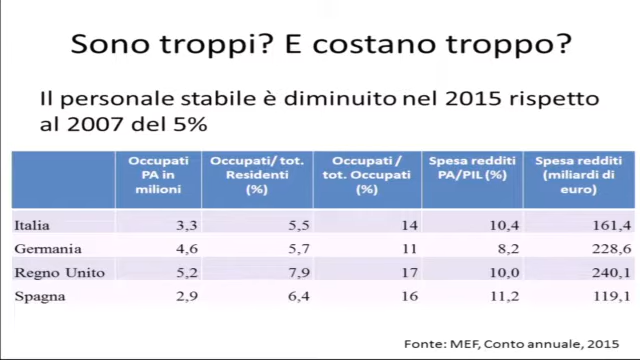 Sono troppi? E costano troppo?
Il personale stabile è diminuito nel 2015 rispetto
al 2007 del 5%
Occupati PA in milioni | Occupati/ tot. Residenti (%) | Occupati / tot. Occupati (%) | Spesa redditi PA/PIL (%) | Spesa redditi (miliardi di euro)
Italia 3,3 5,5 14 10,4 161,4
Germania 4,6 5,7 11 8,2 228,6
Regno Unito 5,2 7,9 17 10,0 240,1
Spagna 2,9 6,4 16 11,2 119,1
Fonte: MEF, Conto annuale, 2015